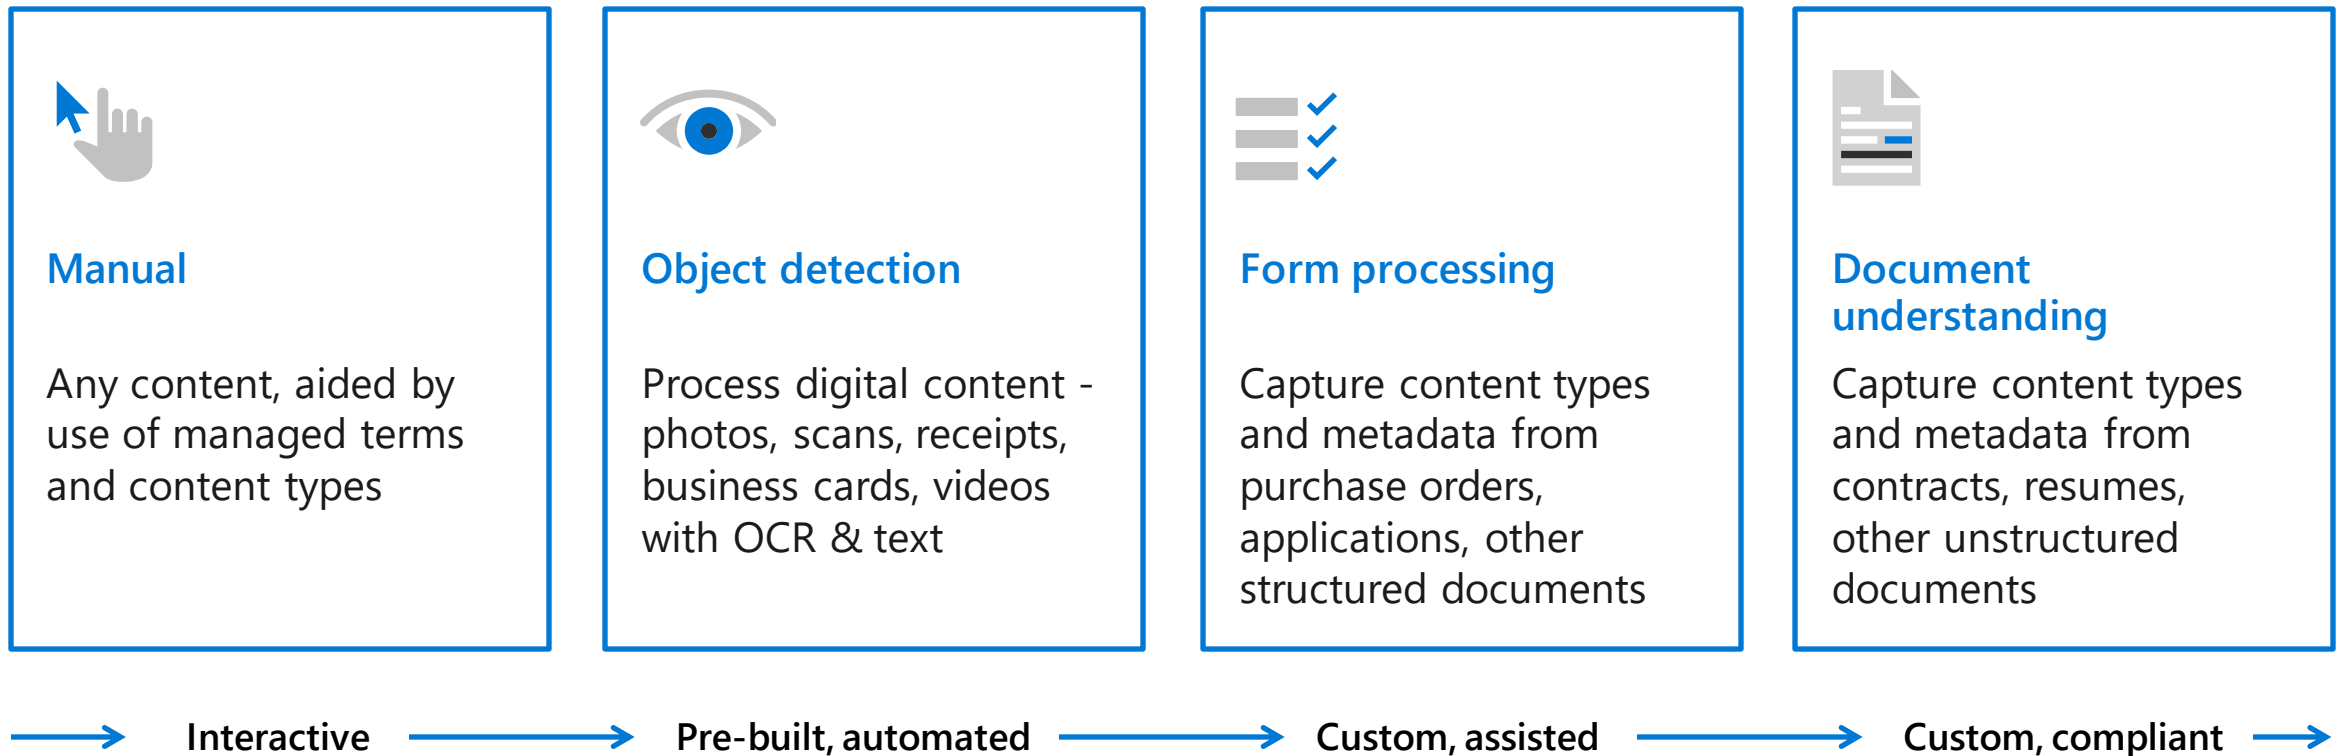 Manual
Any content, aided by
use of managed terms
and content types
Object detection
Process digital content -
photos, scans, receipts,
business cards, videos
with OCR & text
Form processing
Capture content types
and metadata from
purchase orders,
applications, other
structured documents
Document
understanding
Capture content types
and metadata from
contracts, resumes,
other unstructured
documents
Interactive
Pre-built, automated
Custom, assisted
Custom, compliant